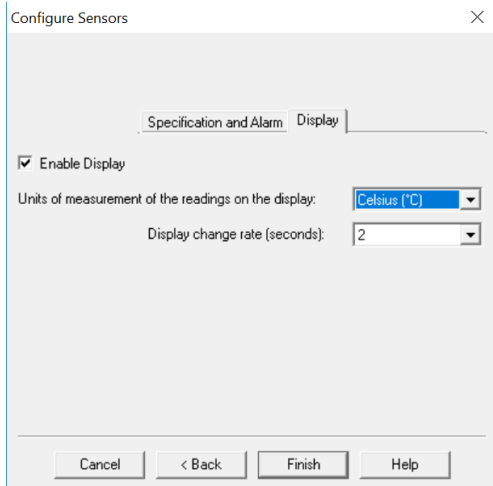 Configure Sensors
Specification and Alarm Display
Enable Display
Units of measurement of the readings on the display: Celsius (°C)
Display change rate (seconds): 2
Cancel < Back Finish Help